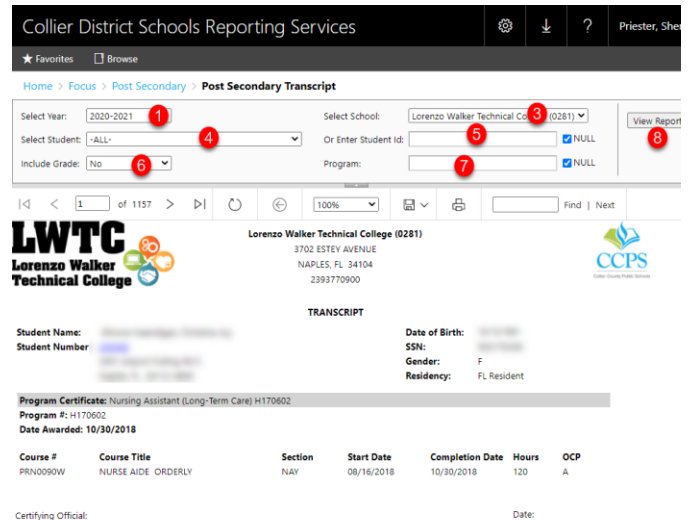 Collier District Schools Reporting Services ? Priester, Sher
★ Favorites Browse
Home > Focus > Post Secondary > Post Secondary Transcript
Select Year: 2020-2021 1 Select School: Lorenzo Walker Technical Co 3 (0281)
View Report 8
Select Student: -ALL- 4 Or Enter Student Id: 5 NULL
Include Grade: No 6 Program: 7 NULL
1 of 1157 100% Find | Next
LWTC
Lorenzo Walker
Technical College
Lorenzo Walker Technical College (0281)
3702 ESTEY AVENUE
NAPLES, FL 34104
2393770900
CCPS
Collier County Public Schools
TRANSCRIPT
Student Name: Date of Birth:
Student Number SSN:
Gender: F
Residency: FL Resident
Program Certificate: Nursing Assistant (Long-Term Care) H170602
Program #: H170602
Date Awarded: 10/30/2018
Course # Course Title Section Start Date Completion Date Hours OCP
PRN0090W NURSE AIDE ORDERLY NAY 08/16/2018 10/30/2018 120 A
Certifying Official: Date: